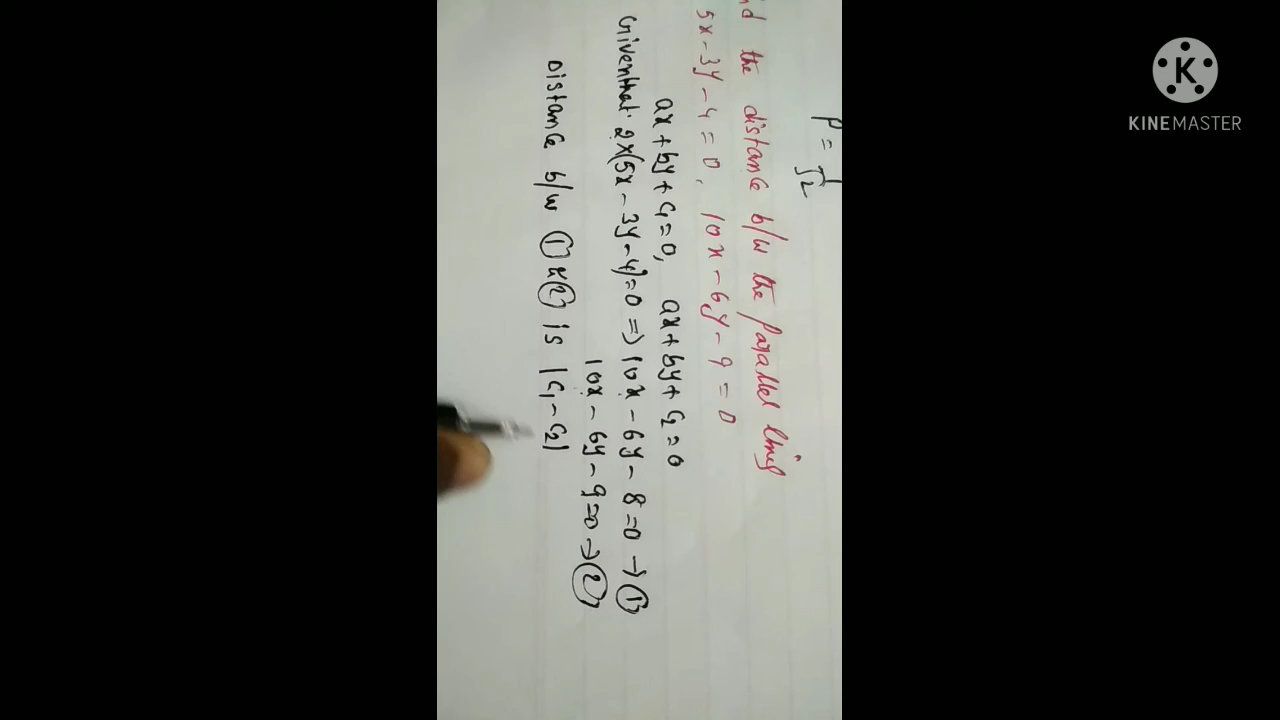 P = 1/√2
nd the distance b/w the parallel lines
5x - 3y - 4 = 0, 10x - 6y - 9 = 0
ax + by + c₁ = 0, ax + by + c₂ = 0
Given that 2x(5x - 3y - 4) = 0 => 10x - 6y - 8 = 0 → ①
10x - 6y - 9 = 0 → ②
Distance b/w ① & ② is |c₁ - c₂|
KINEMASTER